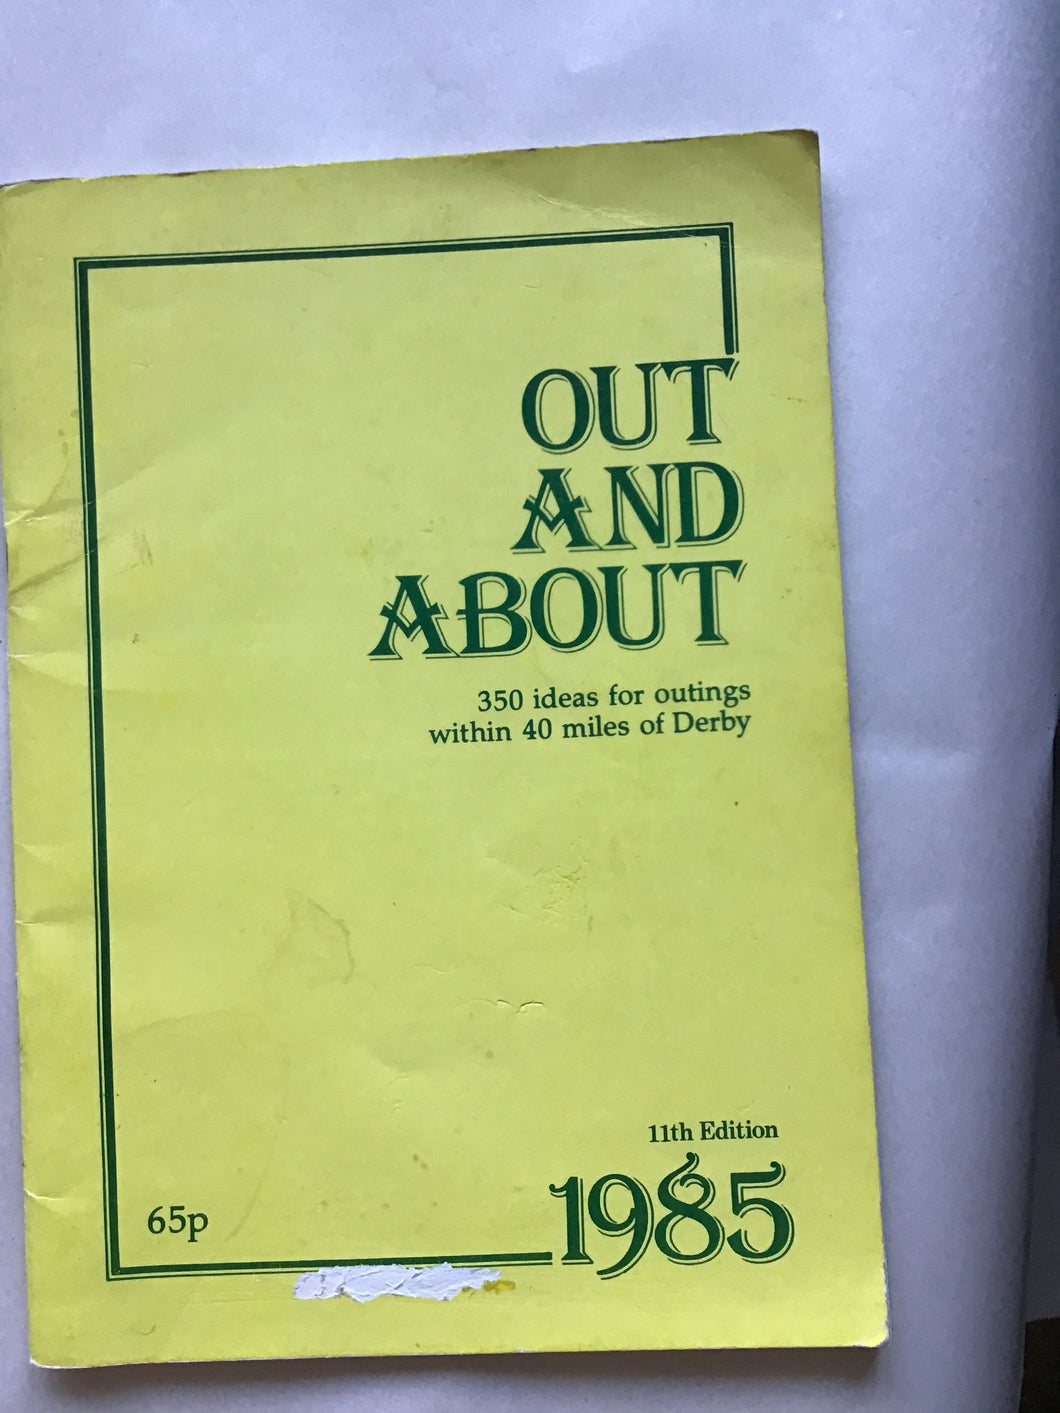 OUT
AND
ABOUT
350 ideas for outings
within 40 miles of Derby
11th Edition
1985
65p